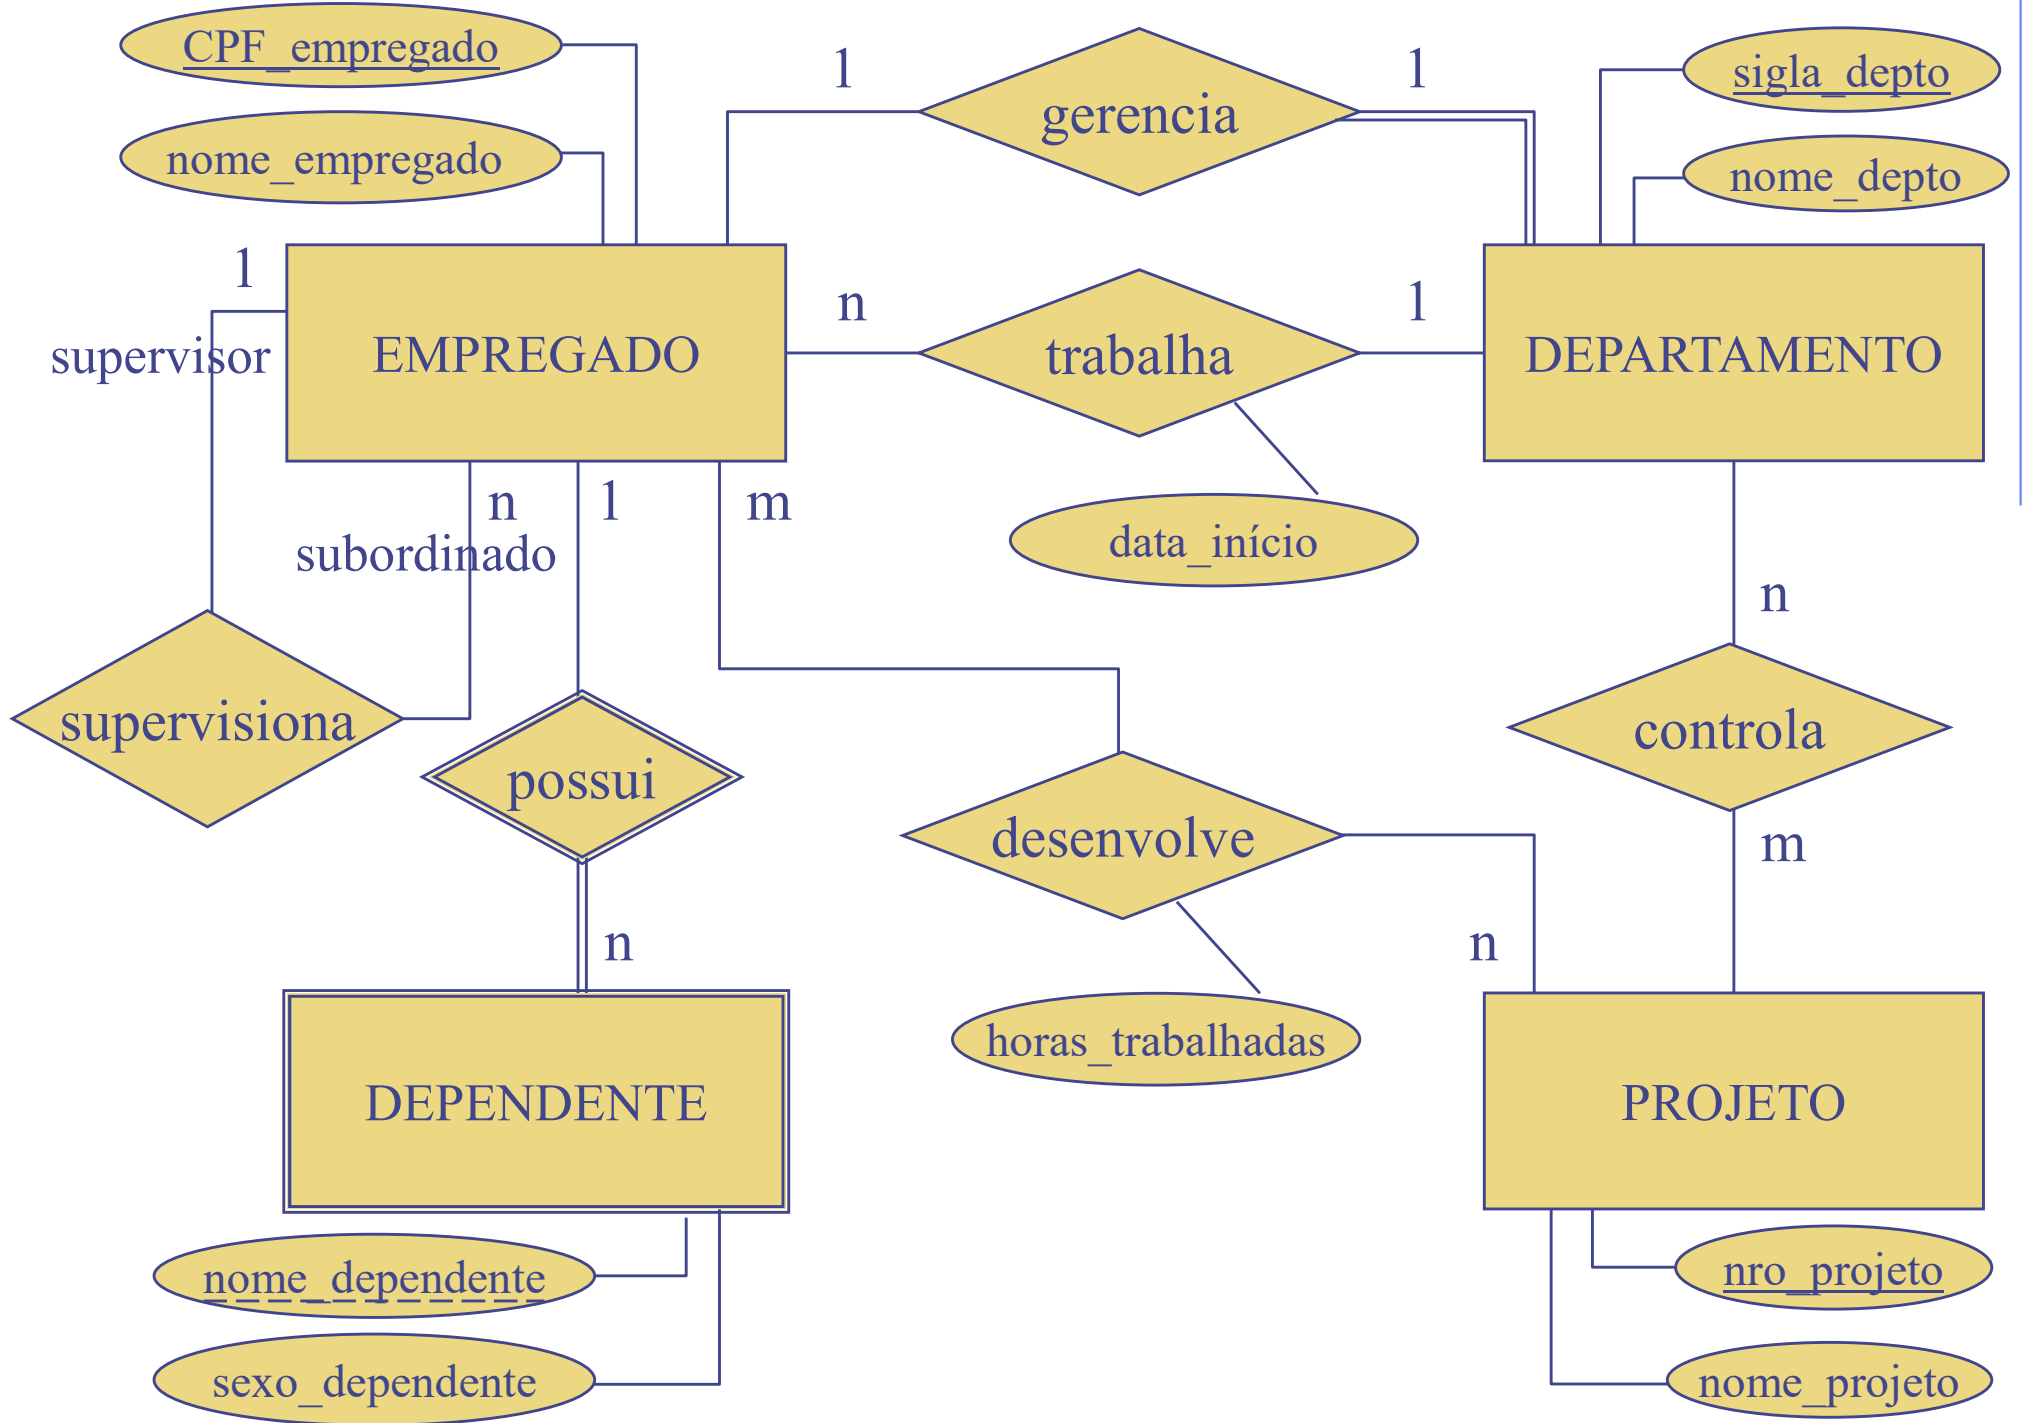 CPF_empregado
nome_empregado
1
gerencia
1
sigla_depto
nome_depto
1
supervisor
EMPREGADO
n
trabalha
1
DEPARTAMENTO
n
subordinado
1
m
data_início
n
supervisiona
possui
desenvolve
controla
m
n
n
horas_trabalhadas
DEPENDENTE
PROJETO
nome_dependente
sexo_dependente
nro_projeto
nome_projeto